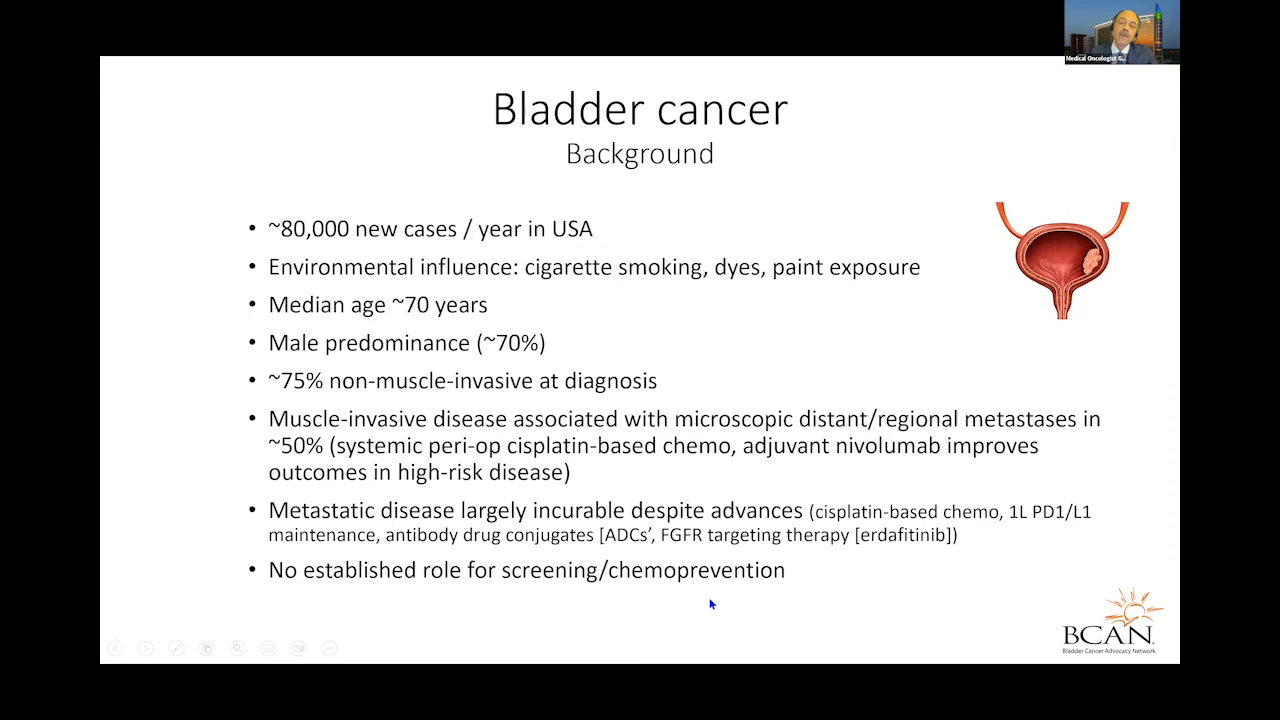 Medical Oncologist G...
Bladder cancer
Background
• ~80,000 new cases / year in USA
• Environmental influence: cigarette smoking, dyes, paint exposure
• Median age ~70 years
• Male predominance (~70%)
• ~75% non-muscle-invasive at diagnosis
• Muscle-invasive disease associated with microscopic distant/regional metastases in
~50% (systemic peri-op cisplatin-based chemo, adjuvant nivolumab improves
outcomes in high-risk disease)
• Metastatic disease largely incurable despite advances (cisplatin-based chemo, 1L PD1/L1
maintenance, antibody drug conjugates [ADCs’, FGFR targeting therapy [erdafitinib])
• No established role for screening/chemoprevention
BCAN
Bladder Cancer Advocacy Network